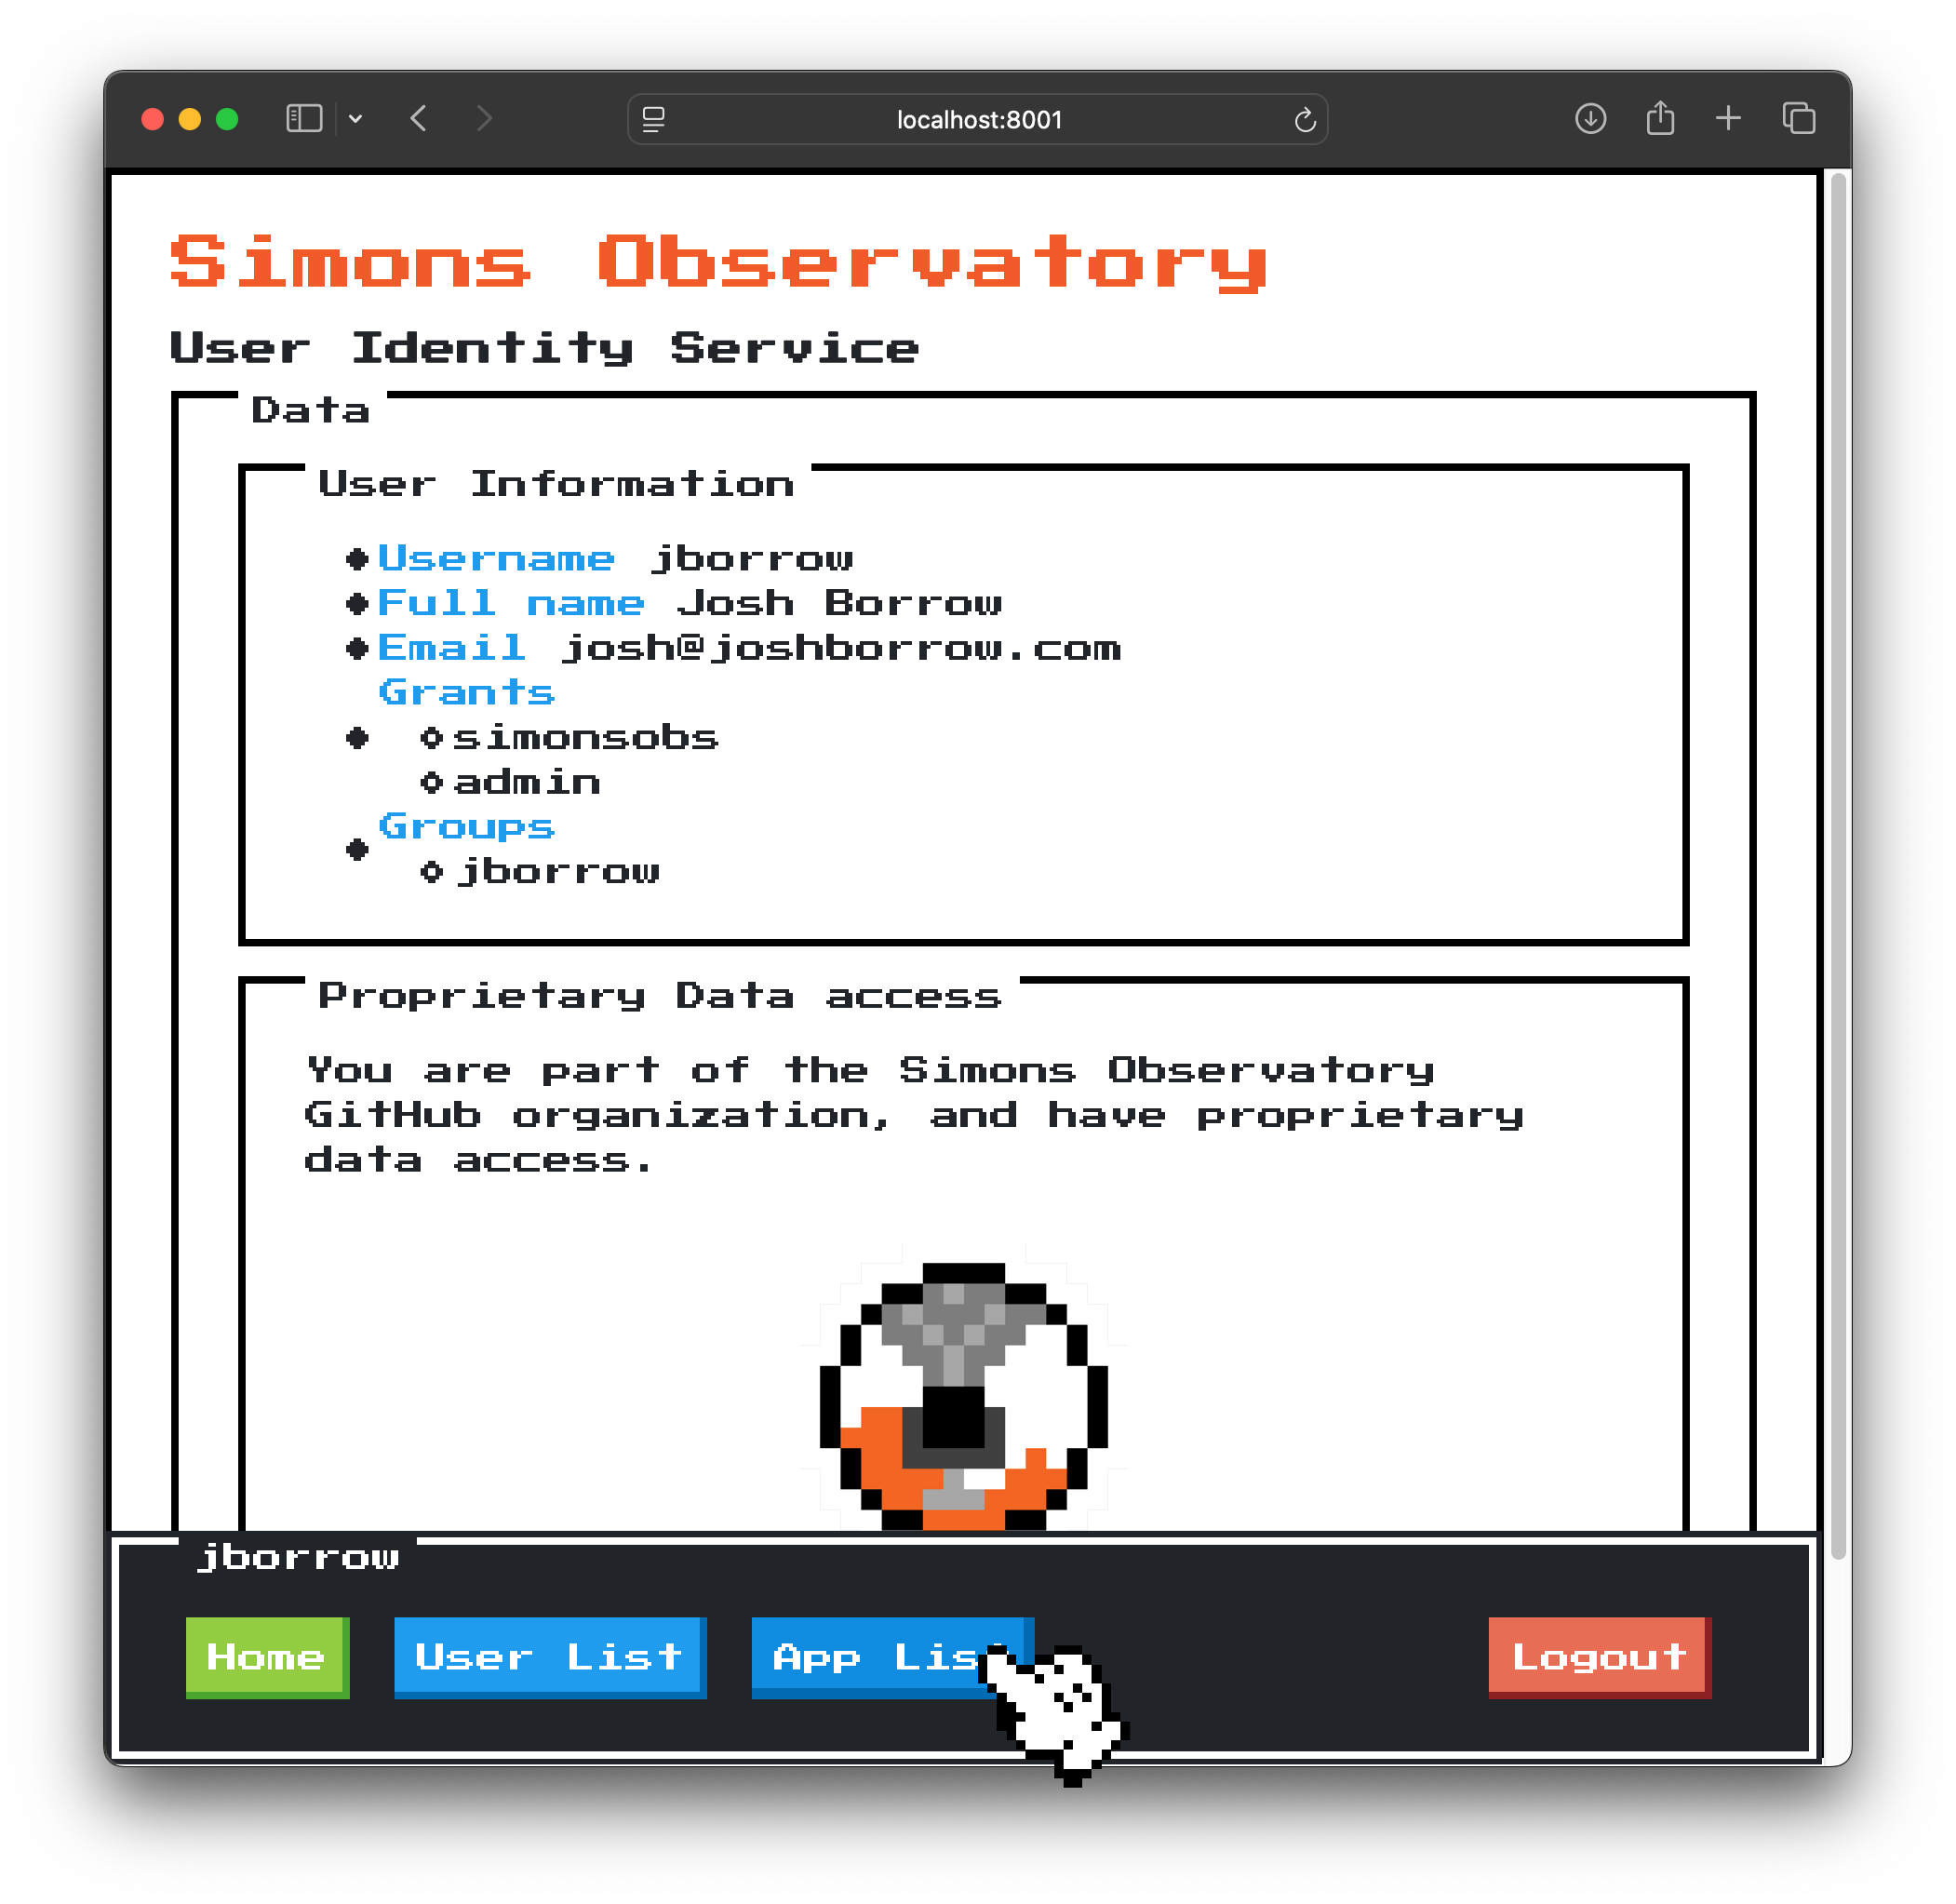 localhost:8001
Simons Observatory
User Identity Service
Data
User Information
Username jborrow
Full name Josh Borrow
Email josh@joshborrow.com
Grants
simonsobs
admin
Groups
jborrow
Proprietary Data access
You are part of the Simons Observatory
GitHub organization, and have proprietary
data access.
jborrow
Home
User List
App List
Logout